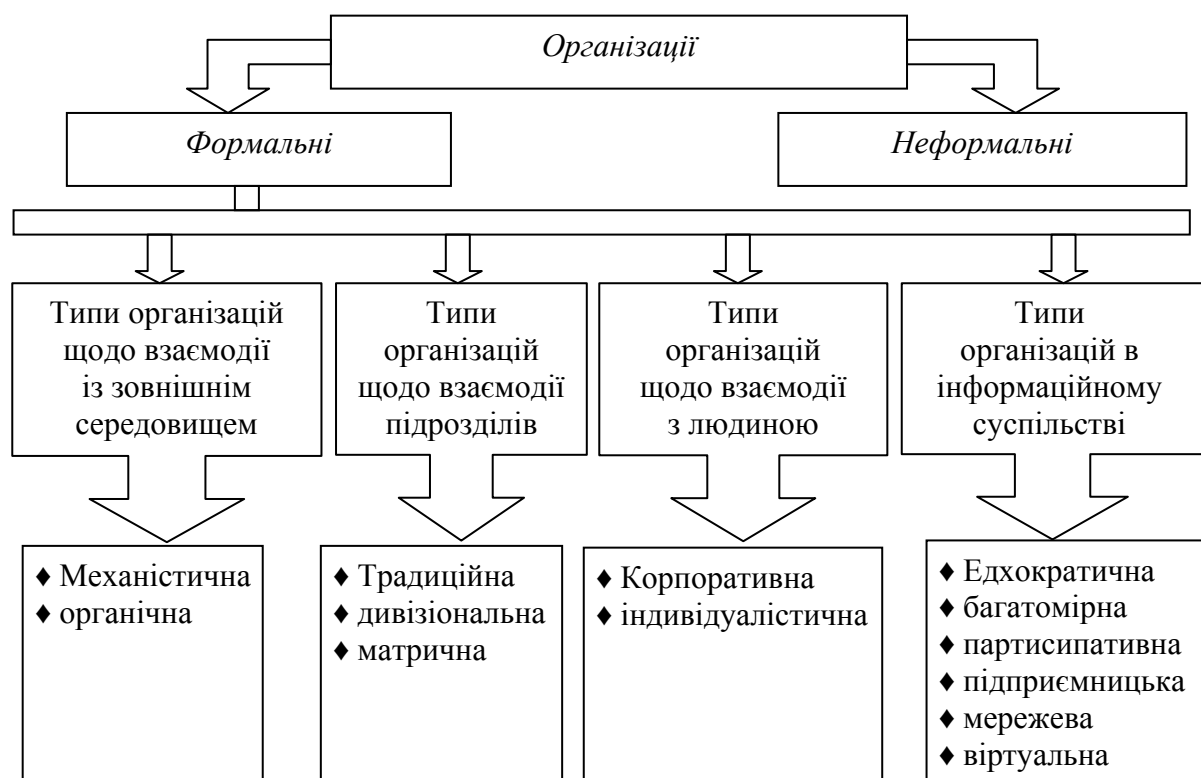 Організації
Формальні
Неформальні
Типи організацій
щодо взаємодії
із зовнішнім
середовищем
Типи
організацій
щодо взаємодії
підрозділів
Типи
організацій
щодо взаємодії
з людиною
Типи
організацій в
інформаційному
суспільстві
♦ Механістична
♦ органічна
♦ Традиційна
♦ дивізіональна
♦ матрична
♦ Корпоративна
♦ індивідуалістична
♦ Едхократична
♦ багатомірна
♦ партисипативна
♦ підприємницька
♦ мережева
♦ віртуальна